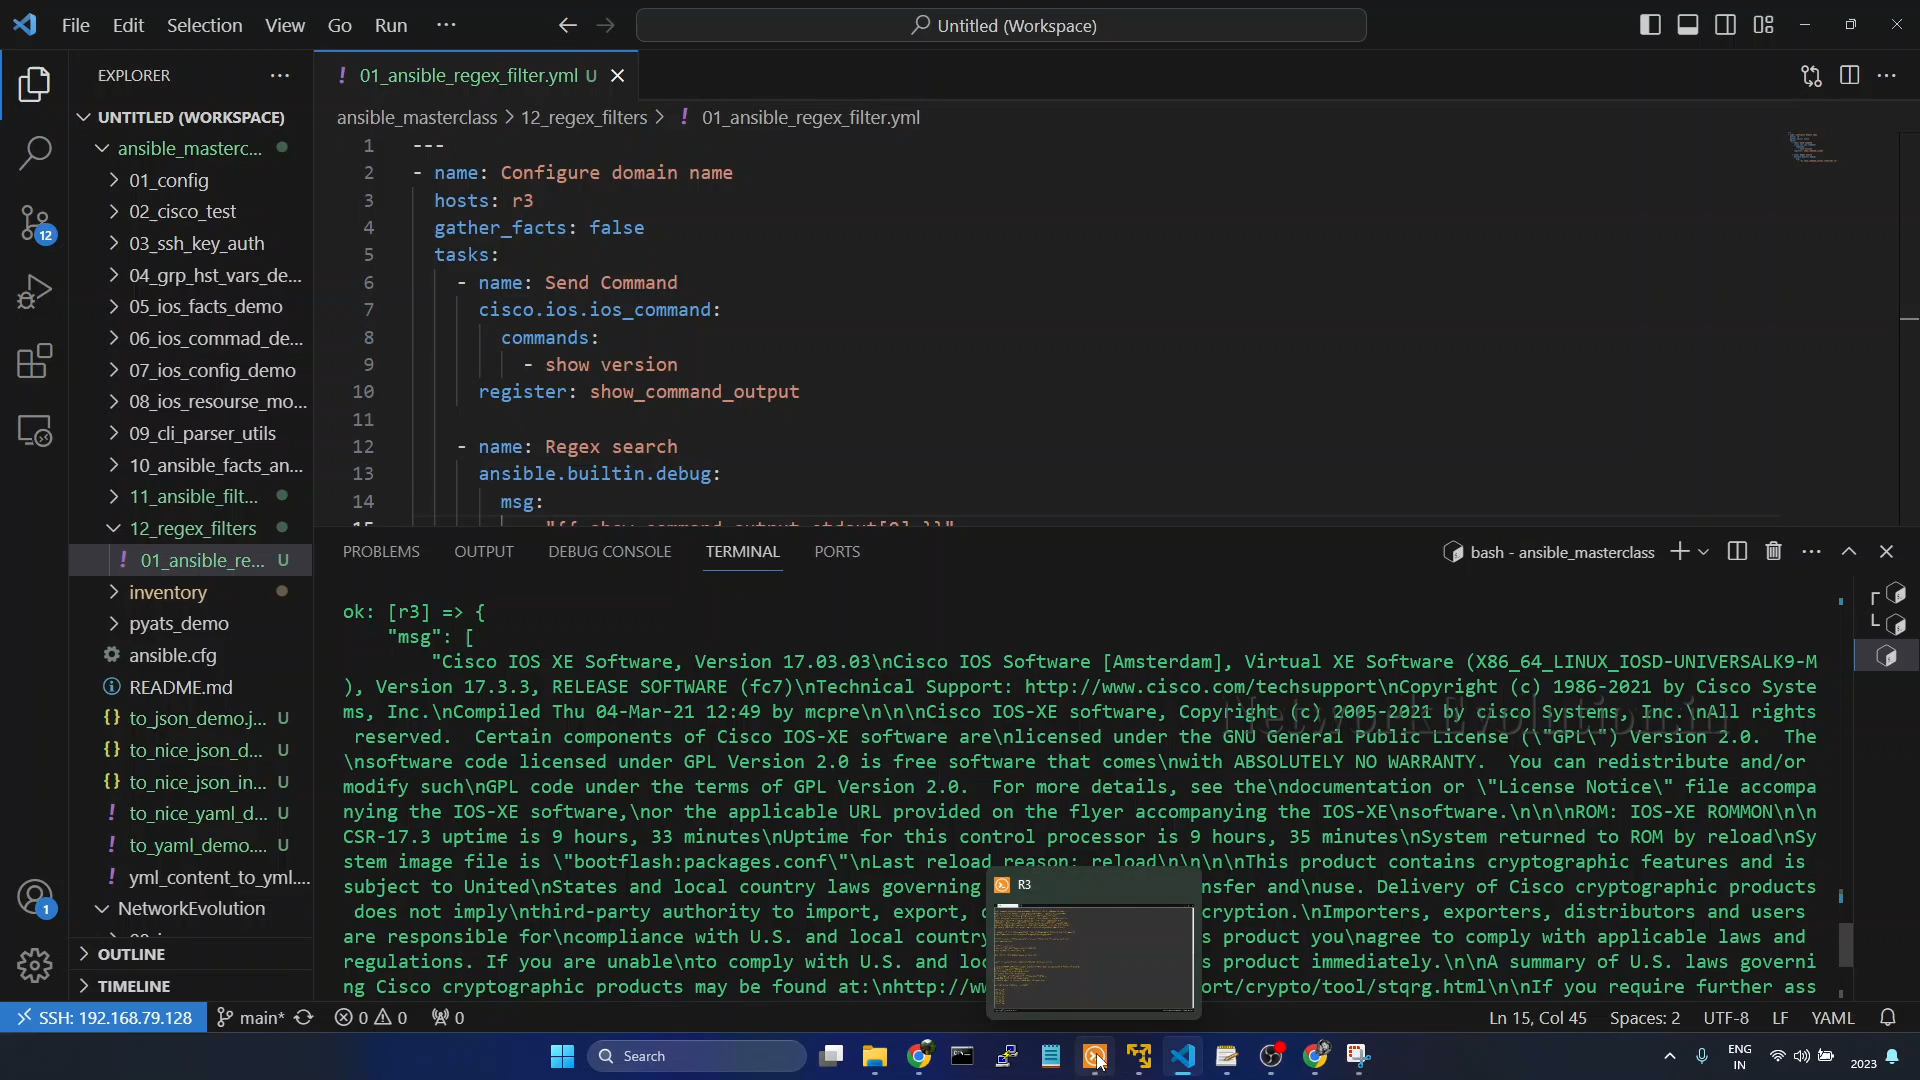 File Edit Selection View Go Run ···
Untitled (Workspace)
EXPLORER ···
UNTITLED (WORKSPACE)
ansible_masterc...
01_config
02_cisco_test
03_ssh_key_auth
04_grp_hst_vars_de...
05_ios_facts_demo
06_ios_commad_de...
07_ios_config_demo
08_ios_resourse_mo...
09_cli_parser_utils
10_ansible_facts_an...
11_ansible_filt...
12_regex_filters
! 01_ansible_re... U
inventory
pyats_demo
ansible.cfg
README.md
{} to_json_demo.j... U
{} to_nice_json_d... U
{} to_nice_json_in... U
! to_nice_yaml_d... U
! to_yaml_demo.... U
! yml_content_to_yml....
NetworkEvolution
OUTLINE
TIMELINE
12
1
! 01_ansible_regex_filter.yml U
ansible_masterclass > 12_regex_filters > ! 01_ansible_regex_filter.yml
1 ---
2 - name: Configure domain name
3 hosts: r3
4 gather_facts: false
5 tasks:
6 - name: Send Command
7 cisco.ios.ios_command:
8 commands:
9 - show version
10 register: show_command_output
11
12 - name: Regex search
13 ansible.builtin.debug:
14 msg:
15 "{{ show_command_output.stdout[0] }}"
PROBLEMS OUTPUT DEBUG CONSOLE TERMINAL PORTS
bash - ansible_masterclass
ok: [r3] => {
"msg": [
"Cisco IOS XE Software, Version 17.03.03\nCisco IOS Software [Amsterdam], Virtual XE Software (X86_64_LINUX_IOSD-UNIVERSALK9-M
), Version 17.3.3, RELEASE SOFTWARE (fc7)\nTechnical Support: http://www.cisco.com/techsupport\nCopyright (c) 1986-2021 by Cisco Syste
ms, Inc.\nCompiled Thu 04-Mar-21 12:49 by mcpre\n\n\nCisco IOS-XE software, Copyright (c) 2005-2021 by cisco Systems, Inc.\nAll rights
reserved. Certain components of Cisco IOS-XE software are\nlicensed under the GNU General Public License (\"GPL\") Version 2.0. The
\nsoftware code licensed under GPL Version 2.0 is free software that comes\nwith ABSOLUTELY NO WARRANTY. You can redistribute and/or
modify such\nGPL code under the terms of GPL Version 2.0. For more details, see the\ndocumentation or \"License Notice\" file accompa
nying the IOS-XE software,\nor the applicable URL provided on the flyer accompanying the IOS-XE\nsoftware.\n\n\nROM: IOS-XE ROMMON\n\n
CSR-17.3 uptime is 9 hours, 33 minutes\nUptime for this control processor is 9 hours, 35 minutes\nSystem returned to ROM by reload\nSy
stem image file is \"bootflash:packages.conf\"\nLast reload reason: reload\n\n\n\nThis product contains cryptographic features and is
subject to United\nStates and local country laws governing nsfer and\nuse. Delivery of Cisco cryptographic products
does not imply\nthird-party authority to import, export, cryption.\nImporters, exporters, distributors and users
are responsible for\ncompliance with U.S. and local country s product you\nagree to comply with applicable laws and
regulations. If you are unable\nto comply with U.S. and lo s product immediately.\n\nA summary of U.S. laws governi
ng Cisco cryptographic products may be found at:\nhttp://w ort/crypto/tool/stqrg.html\n\nIf you require further ass
NetworkEvolution.in
R3
SSH: 192.168.79.128 main* 0 0 0
Ln 15, Col 45 Spaces: 2 UTF-8 LF YAML
Search
ENG
IN
2023